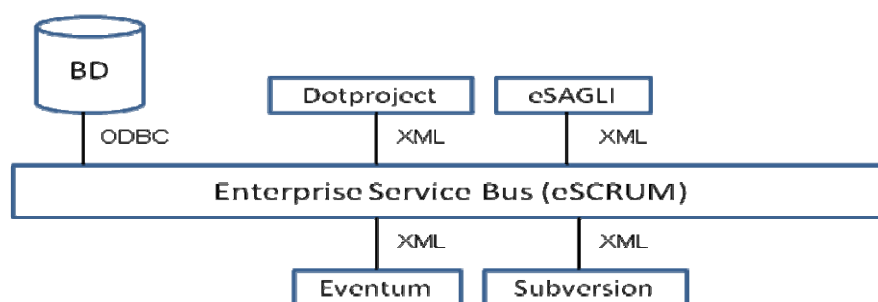 BD
Dotproject
eSAGLI
ODBC
XML
XML
Enterprise Service Bus (eSCRUM)
XML
XML
Eventum
Subversion